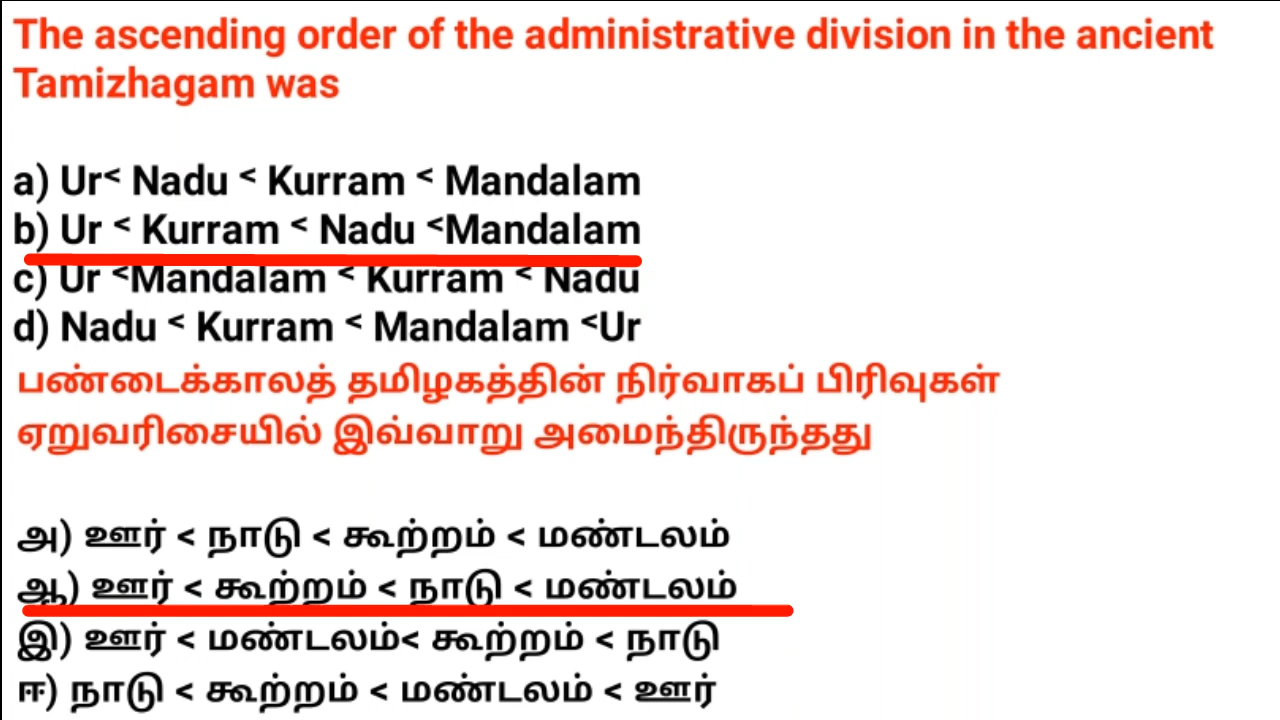 The ascending order of the administrative division in the ancient
Tamizhagam was
a) Ur< Nadu < Kurram < Mandalam
b) Ur < Kurram < Nadu <Mandalam
c) Ur <Mandalam < Kurram < Nadu
d) Nadu < Kurram < Mandalam <Ur
பண்டைக்காலத் தமிழகத்தின் நிர்வாகப் பிரிவுகள்
ஏறுவரிசையில் இவ்வாறு அமைந்திருந்தது
அ) ஊர் < நாடு < கூற்றம் < மண்டலம்
ஆ) ஊர் < கூற்றம் < நாடு < மண்டலம்
இ) ஊர் < மண்டலம்< கூற்றம் < நாடு
ஈ) நாடு < கூற்றம் < மண்டலம் < ஊர்